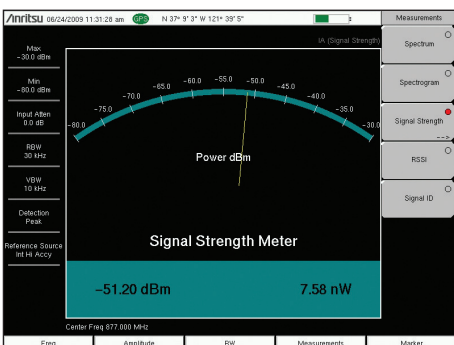 Anritsu 06/24/2009 11:31:28 am GPS N 37° 9' 3" W 121° 39' 5"
Measurements
IA (Signal Strength)
Max
-30.0 dBm
Min
-80.0 dBm
Input Atten
0.0 dB
RBW
30 kHz
VBW
10 kHz
Detection
Peak
Reference Source
Int Hi Accy
-80.0 -75.0 -70.0 -65.0 -60.0 -55.0 -50.0 -45.0 -40.0 -35.0 -30.0
Power dBm
Signal Strength Meter
-51.20 dBm 7.58 nW
Center Freq 877.000 MHz
Spectrum
Spectrogram
Signal Strength
-->
RSSI
Signal ID
Freq Amplitude BW Measurements Marker